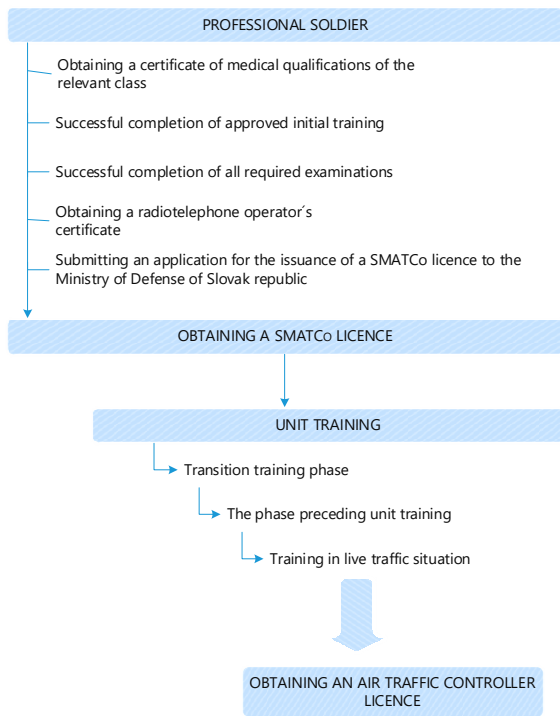 PROFESSIONAL SOLDIER
Obtaining a certificate of medical qualifications of the
relevant class
Successful completion of approved initial training
Successful completion of all required examinations
Obtaining a radiotelephone operator´s
certificate
Submitting an application for the issuance of a SMATCo licence to the
Ministry of Defense of Slovak republic
OBTAINING A SMATCo LICENCE
UNIT TRAINING
Transition training phase
The phase preceding unit training
Training in live traffic situation
OBTAINING AN AIR TRAFFIC CONTROLLER
LICENCE